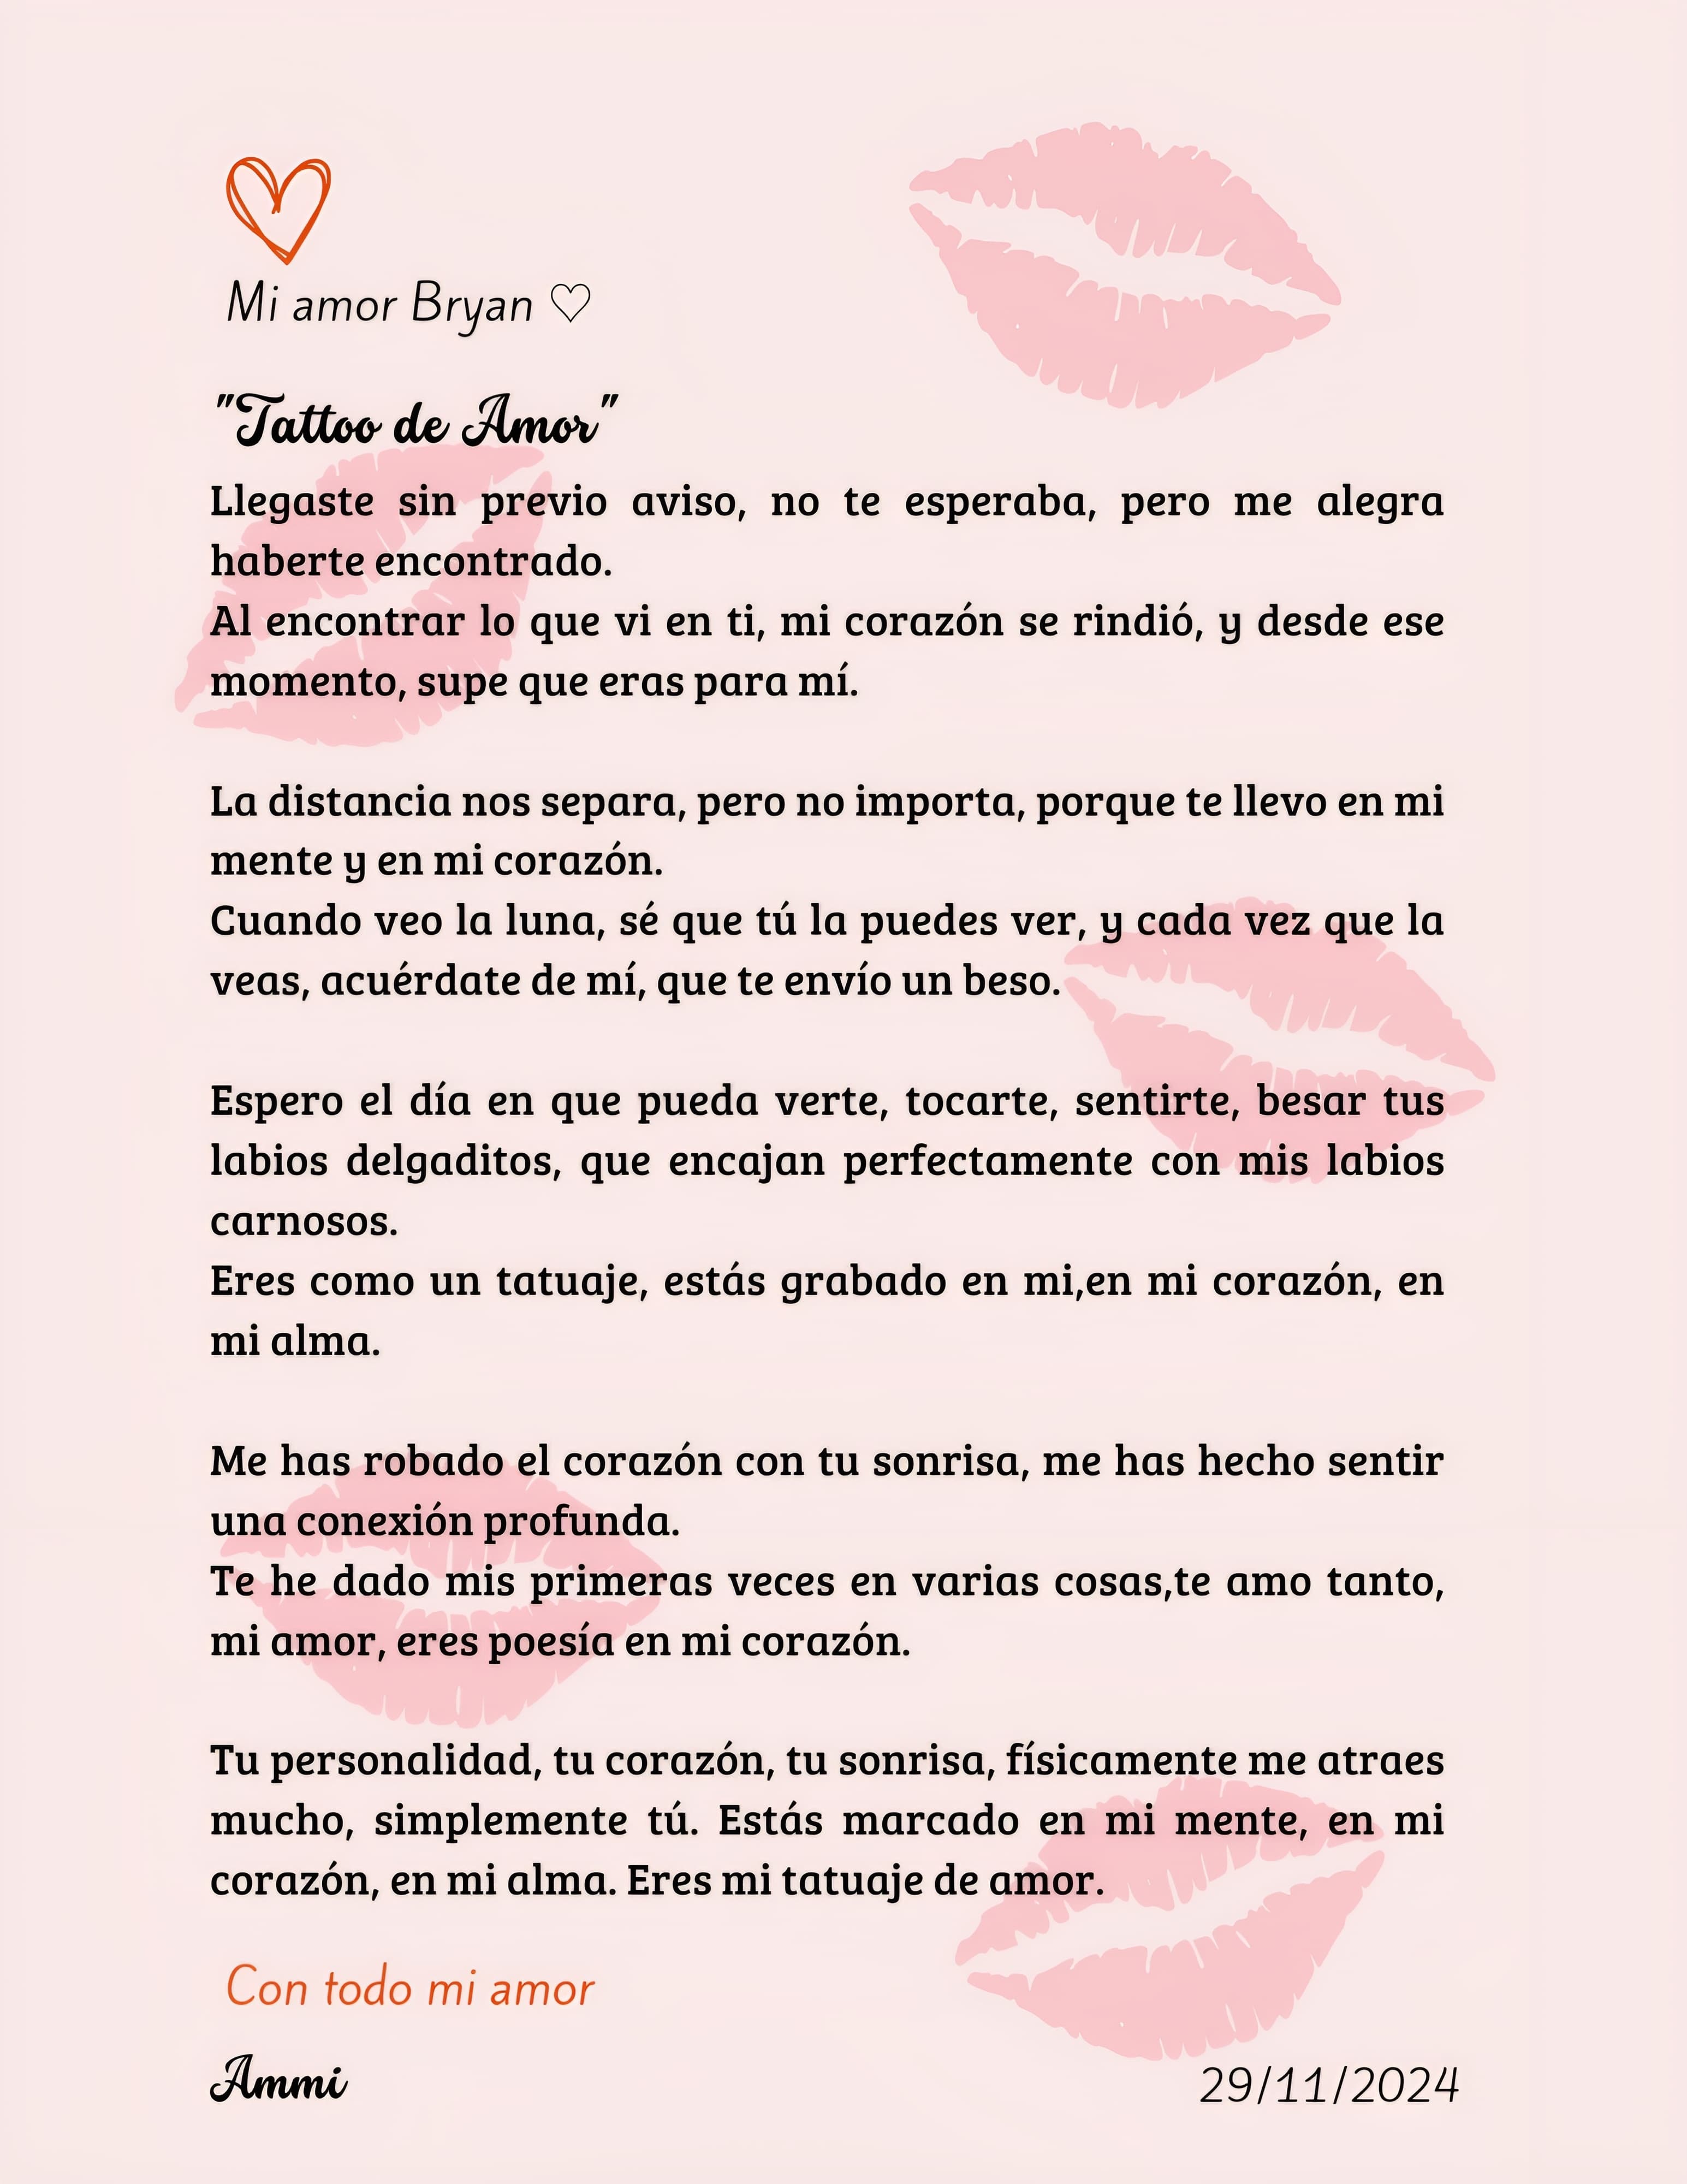 Mi amor Bryan ♡
"Tattoo de Amor"
Llegaste sin previo aviso, no te esperaba, pero me alegra
haberte encontrado.
Al encontrar lo que vi en ti, mi corazón se rindió, y desde ese
momento, supe que eras para mí.
La distancia nos separa, pero no importa, porque te llevo en mi
mente y en mi corazón.
Cuando veo la luna, sé que tú la puedes ver, y cada vez que la
veas, acuérdate de mí, que te envío un beso.
Espero el día en que pueda verte, tocarte, sentirte, besar tus
labios delgaditos, que encajan perfectamente con mis labios
carnosos.
Eres como un tatuaje, estás grabado en mi,en mi corazón, en
mi alma.
Me has robado el corazón con tu sonrisa, me has hecho sentir
una conexión profunda.
Te he dado mis primeras veces en varias cosas,te amo tanto,
mi amor, eres poesía en mi corazón.
Tu personalidad, tu corazón, tu sonrisa, físicamente me atraes
mucho, simplemente tú. Estás marcado en mi mente, en mi
corazón, en mi alma. Eres mi tatuaje de amor.
Con todo mi amor
Ammi
29/11/2024